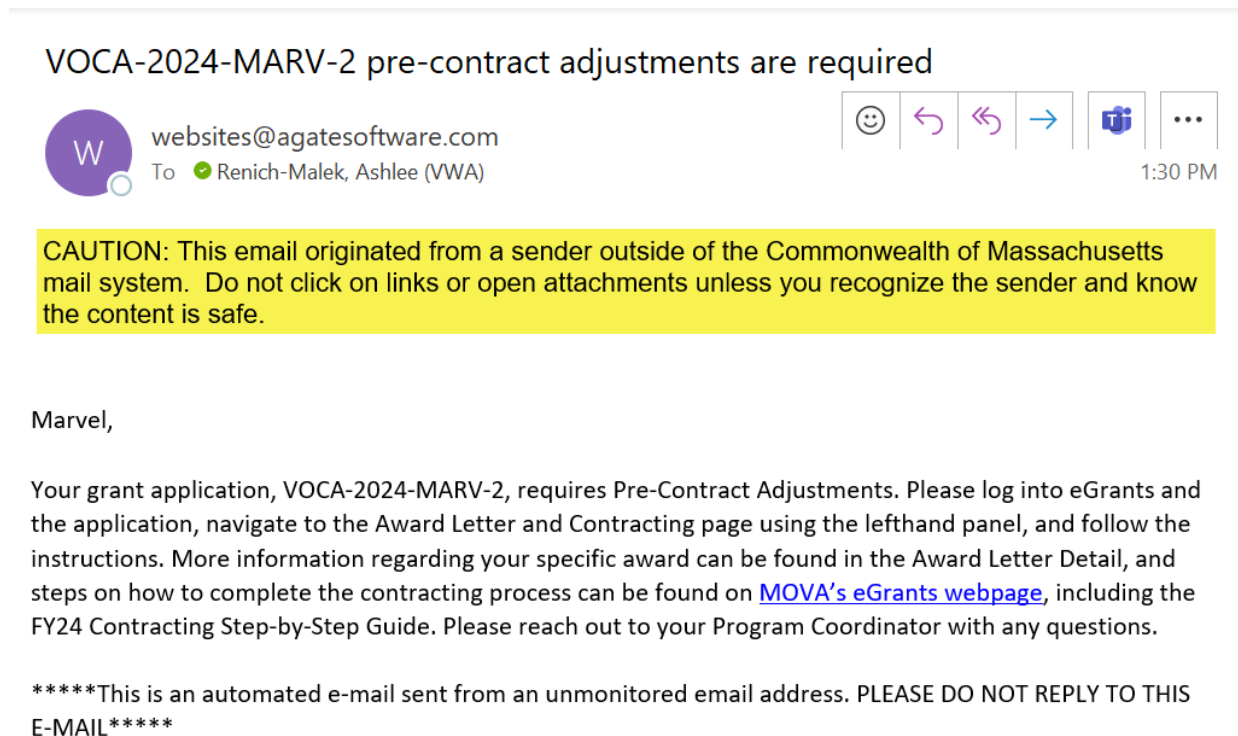 VOCA-2024-MARV-2 pre-contract adjustments are required
W
websites@agatesoftware.com
To Renich-Malek, Ashlee (VWA)
1:30 PM
CAUTION: This email originated from a sender outside of the Commonwealth of Massachusetts
mail system.  Do not click on links or open attachments unless you recognize the sender and know
the content is safe.
Marvel,
Your grant application, VOCA-2024-MARV-2, requires Pre-Contract Adjustments. Please log into eGrants and
the application, navigate to the Award Letter and Contracting page using the lefthand panel, and follow the
instructions. More information regarding your specific award can be found in the Award Letter Detail, and
steps on how to complete the contracting process can be found on MOVA’s eGrants webpage, including the
FY24 Contracting Step-by-Step Guide. Please reach out to your Program Coordinator with any questions.
*****This is an automated e-mail sent from an unmonitored email address. PLEASE DO NOT REPLY TO THIS
E-MAIL*****